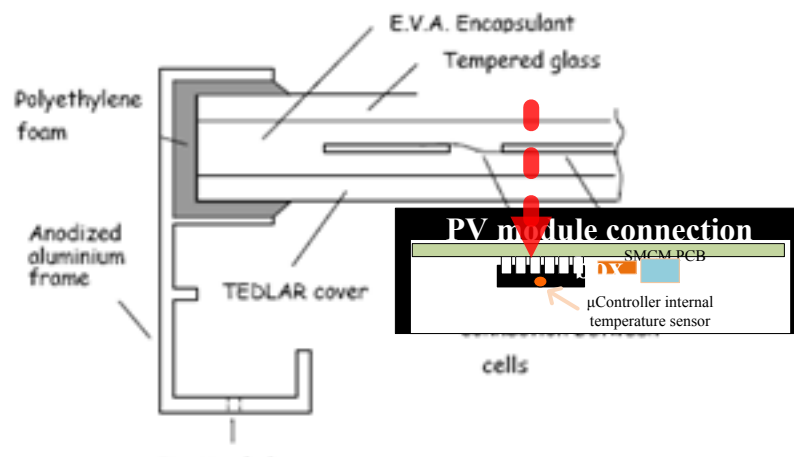 E.V.A. Encapsulant
Tempered glass
Polyethylene
foam
PV module connection
box
SMCM PCB
Anodized
aluminium
frame
TEDLAR cover
μController internal
temperature sensor
cells